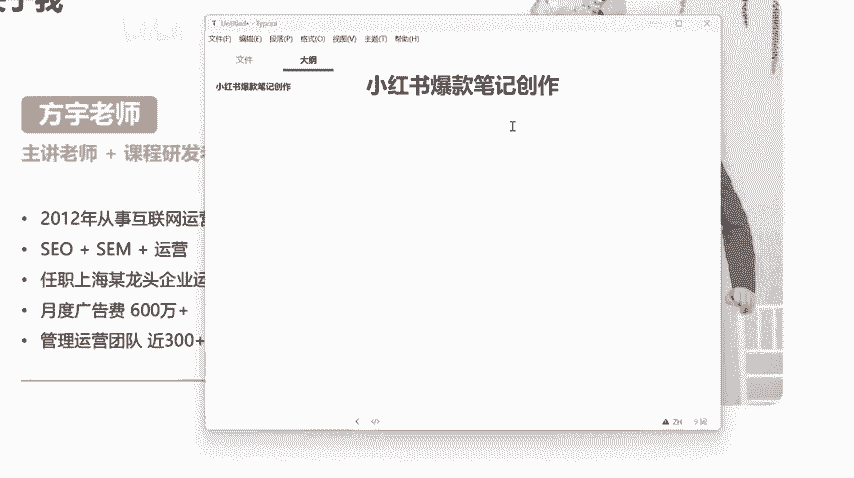 于我
Untitled - Typora
文件(F) 编辑(E) 段落(P) 格式(O) 视图(V) 主题(T) 帮助(H)
文件 大纲
小红书爆款笔记创作
小红书爆款笔记创作
方宇老师
主讲老师 + 课程研发
2012年从事互联网运营
SEO + SEM + 运营
任职上海某龙头企业运
月度广告费 600万+
管理运营团队 近300+
ZH 9 词